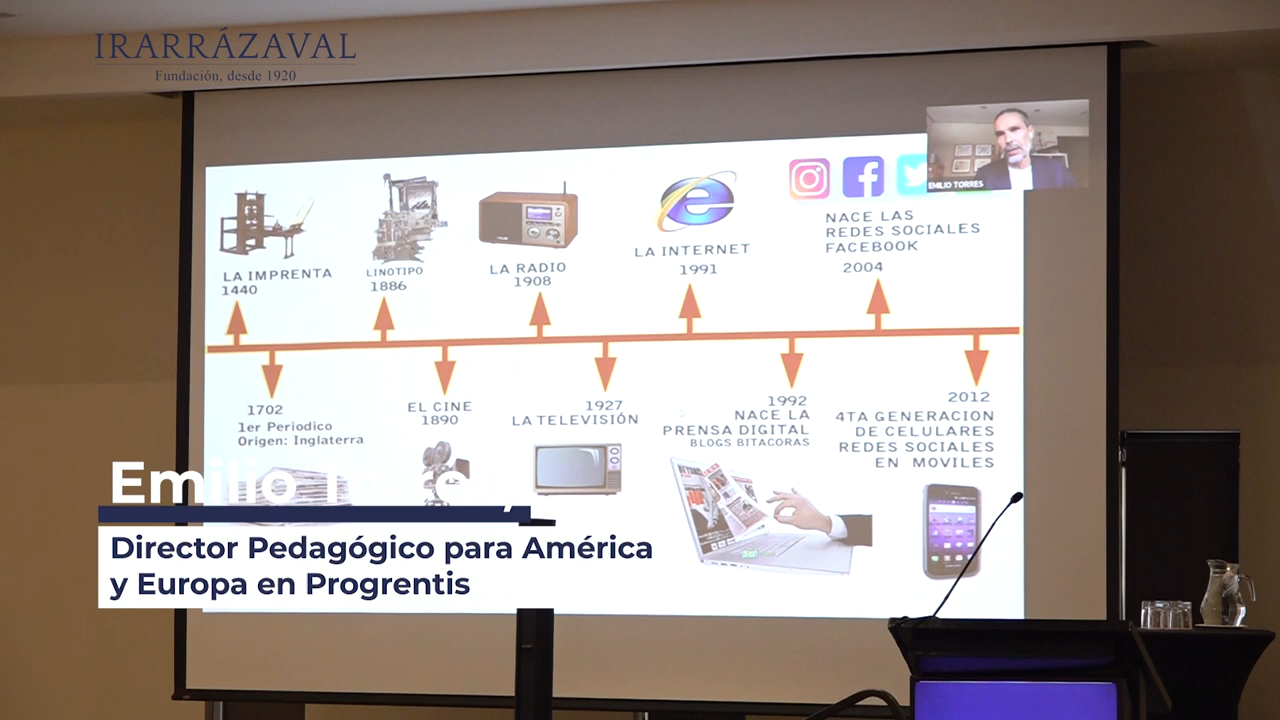 IRARRÁZAVAL
Fundación, desde 1920
EMILIO TORRES
LA IMPRENTA
1440
LINOTIPO
1886
LA RADIO
1908
LA INTERNET
1991
NACE LAS
REDES SOCIALES
FACEBOOK
2004
1702
1er Periodico
Origen: Inglaterra
EL CINE
1890
1927
LA TELEVISIÓN
1992
NACE LA
PRENSA DIGITAL
BLOGS BITACORAS
2012
4TA GENERACION
DE CELULARES
REDES SOCIALES
EN MOVILES
Emilio
Director Pedagógico para América
y Europa en Progrentis